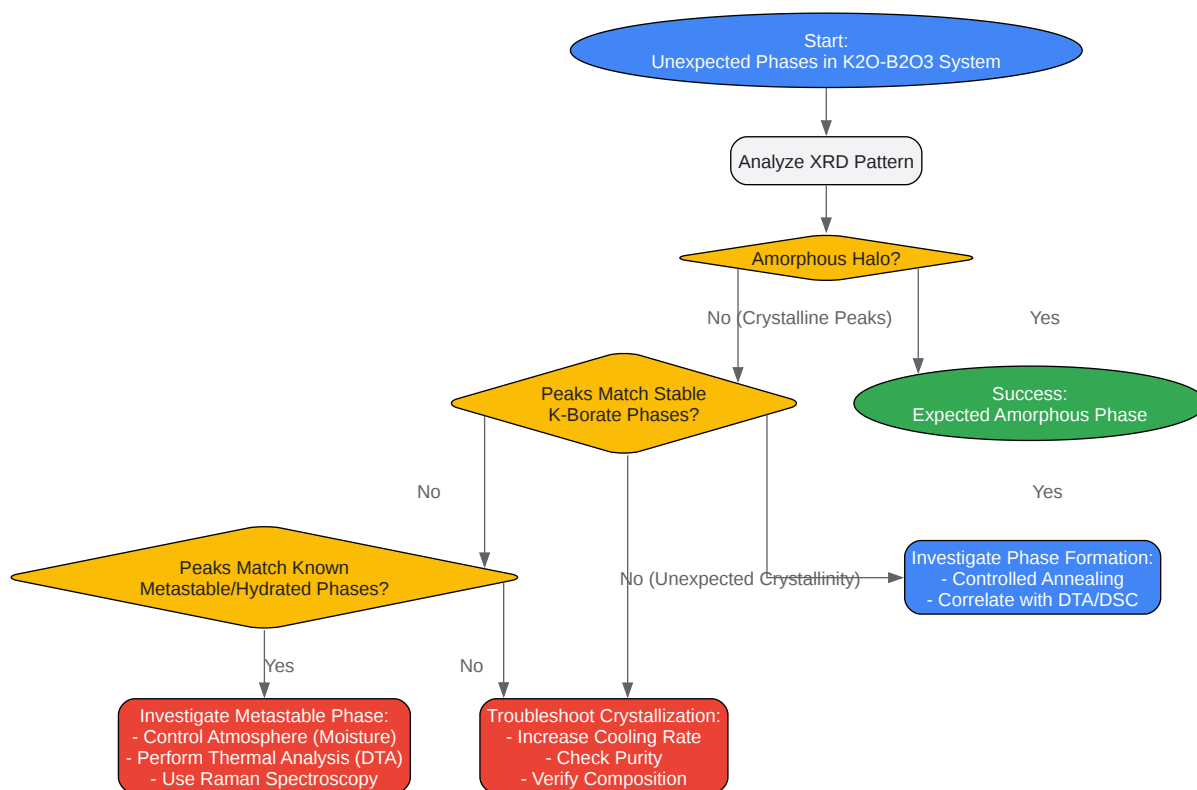 Start:
Unexpected Phases in K2O-B2O3 System
Analyze XRD Pattern
Amorphous Halo?
No (Crystalline Peaks)
Yes
Peaks Match Stable
K-Borate Phases?
Success:
Expected Amorphous Phase
No
Yes
Peaks Match Known
Metastable/Hydrated Phases?
No (Unexpected Crystallinity)
Investigate Phase Formation:
- Controlled Annealing
- Correlate with DTA/DSC
Yes
No
Investigate Metastable Phase:
- Control Atmosphere (Moisture)
- Perform Thermal Analysis (DTA)
- Use Raman Spectroscopy
Troubleshoot Crystallization:
- Increase Cooling Rate
- Check Purity
- Verify Composition